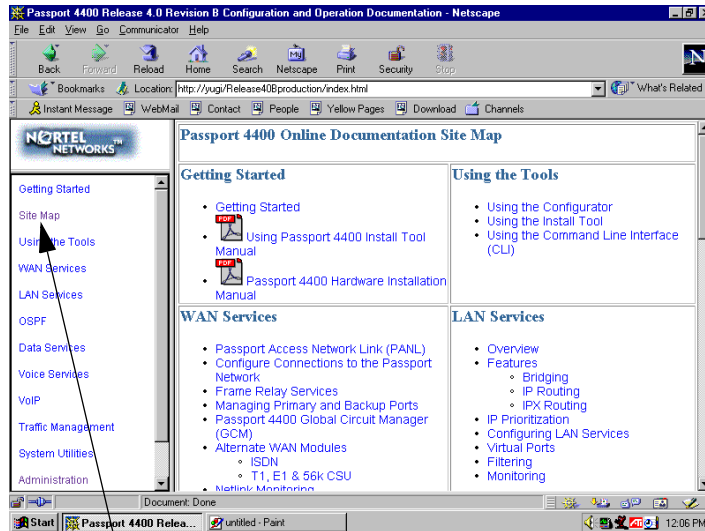 Passport 4400 Release 4.0 Revision B Configuration and Operation Documentation - Netscape
File Edit View Go Communicator Help
Back Forward Reload Home Search Netscape Print Security Stop
My
N
Bookmarks Location: http://yugi/Release40Bproduction/index.html What's Related
Instant Message WebMail Contact People Yellow Pages Download Channels
NORTEL NETWORKS™
Getting Started
Site Map
Using the Tools
WAN Services
LAN Services
OSPF
Data Services
Voice Services
VoIP
Traffic Management
System Utilities
Administration
Passport 4400 Online Documentation Site Map
Getting Started
• Getting Started
• PDF Using Passport 4400 Install Tool
Manual
• PDF Passport 4400 Hardware Installation
Manual
Using the Tools
• Using the Configurator
• Using the Install Tool
• Using the Command Line Interface
(CLI)
WAN Services
• Passport Access Network Link (PANL)
• Configure Connections to the Passport
Network
• Frame Relay Services
• Managing Primary and Backup Ports
• Passport 4400 Global Circuit Manager
(GCM)
• Alternate WAN Modules
◦ ISDN
◦ T1, E1 & 56k CSU
• Netlink Monitoring
LAN Services
• Overview
• Features
◦ Bridging
◦ IP Routing
◦ IPX Routing
• IP Prioritization
• Configuring LAN Services
• Virtual Ports
• Filtering
• Monitoring
Document: Done
Start Passport 4400 Relea... untitled - Paint 12:06 PM